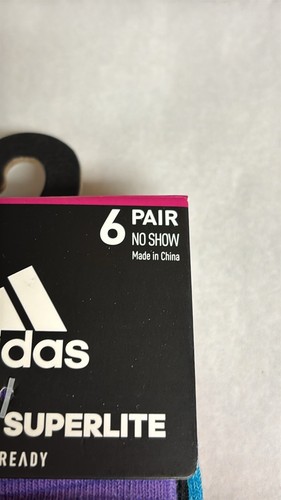 6 PAIR
NO SHOW
Made in China
das
SUPERLITE
READY